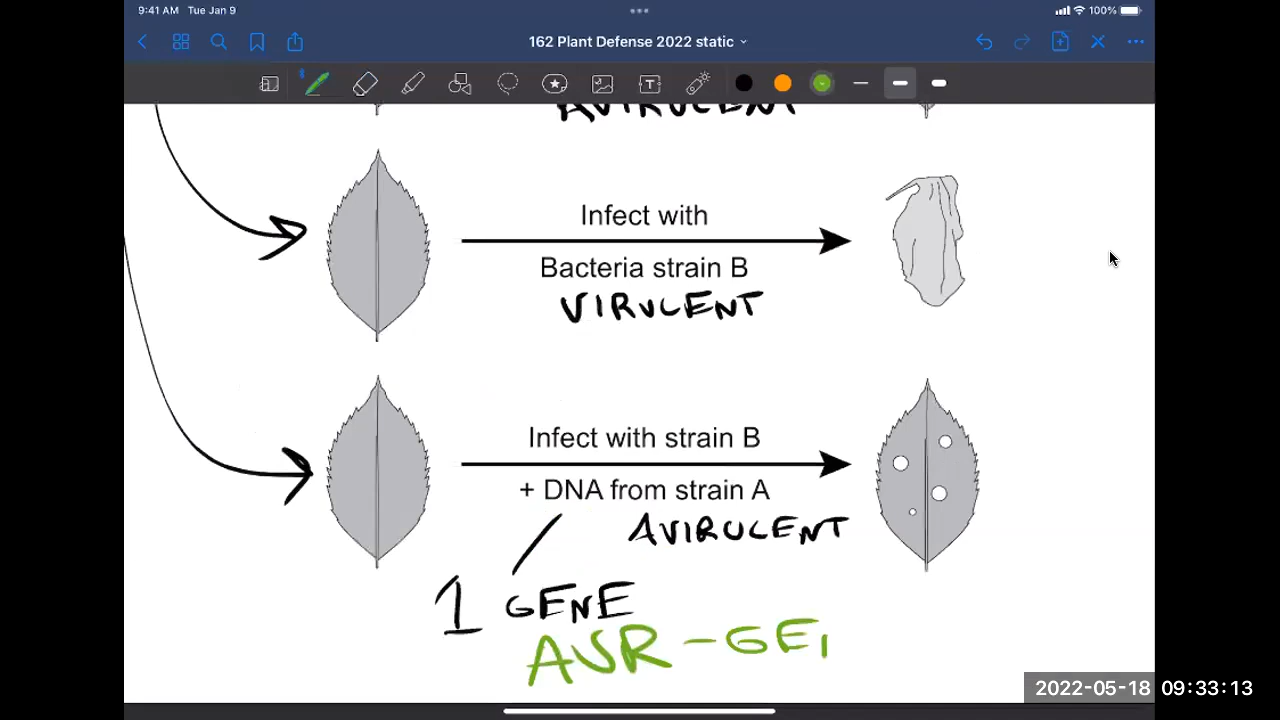 9:41 AM Tue Jan 9
100%
162 Plant Defense 2022 static
AVIRULENT
Infect with
Bacteria strain B
VIRULENT
Infect with strain B
+ DNA from strain A
AVIRULENT
1 GENE
AVR-GEI
2022-05-18 09:33:13